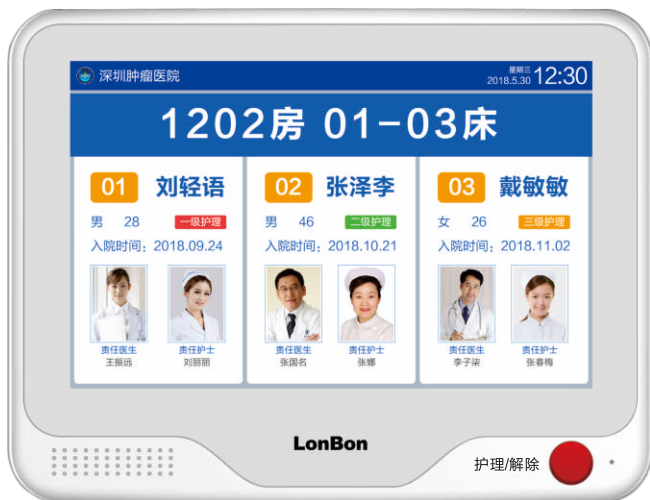 深圳肿瘤医院
星期三
2018.5.30 12:30
1202房 01-03床
01 刘轻语
男 28 一级护理
入院时间：2018.09.24
责任医生 责任护士
王振远 刘丽丽
02 张泽李
男 46 二级护理
入院时间：2018.10.21
责任医生 责任护士
张国名 张娜
03 戴敏敏
女 26 三级护理
入院时间：2018.11.02
责任医生 责任护士
李子柒 张春梅
LonBon
护理/解除